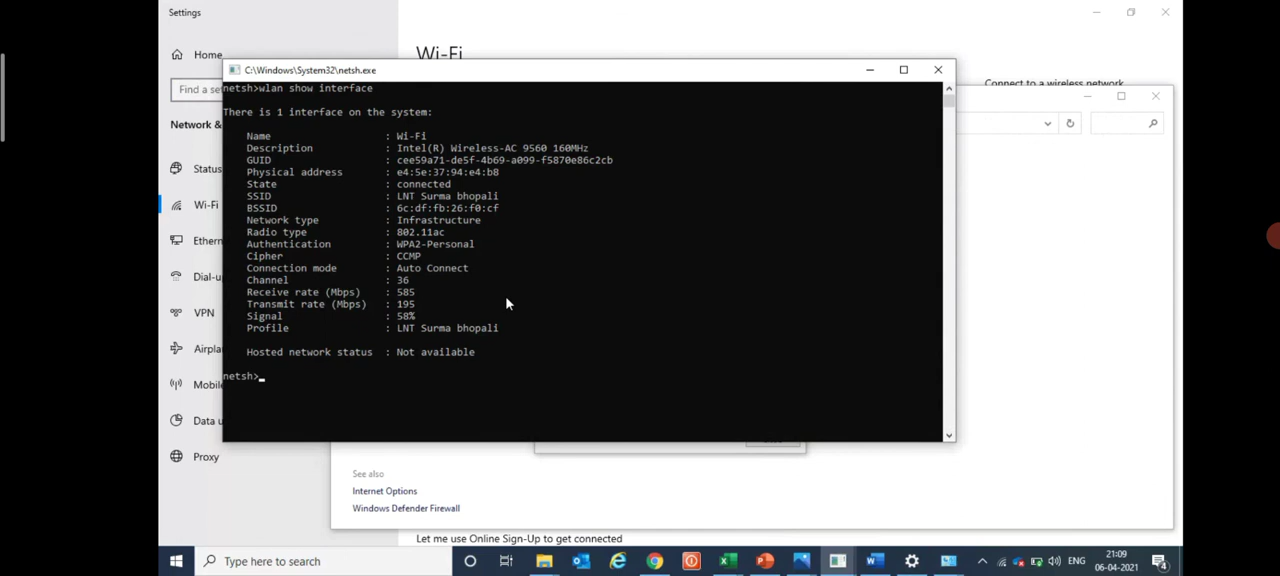 Settings
Home
Find a se
Network &
Status
Wi-Fi
Ethern
Dial-u
VPN
Airpla
Mobil
Data u
Proxy
Wi-Fi
Connect to a wireless network
C:\Windows\System32\netsh.exe
netsh>wlan show interface
There is 1 interface on the system:
Name : Wi-Fi
Description : Intel(R) Wireless-AC 9560 160MHz
GUID : cee59a71-de5f-4b69-a099-f5870e86c2cb
Physical address : e4:5e:37:94:e4:b8
State : connected
SSID : LNT Surma bhopali
BSSID : 6c:df:fb:26:f0:cf
Network type : Infrastructure
Radio type : 802.11ac
Authentication : WPA2-Personal
Cipher : CCMP
Connection mode : Auto Connect
Channel : 36
Receive rate (Mbps) : 585
Transmit rate (Mbps) : 195
Signal : 58%
Profile : LNT Surma bhopali
Hosted network status : Not available
netsh>
See also
Internet Options
Windows Defender Firewall
Let me use Online Sign-Up to get connected
Type here to search
ENG
21:09
06-04-2021
4